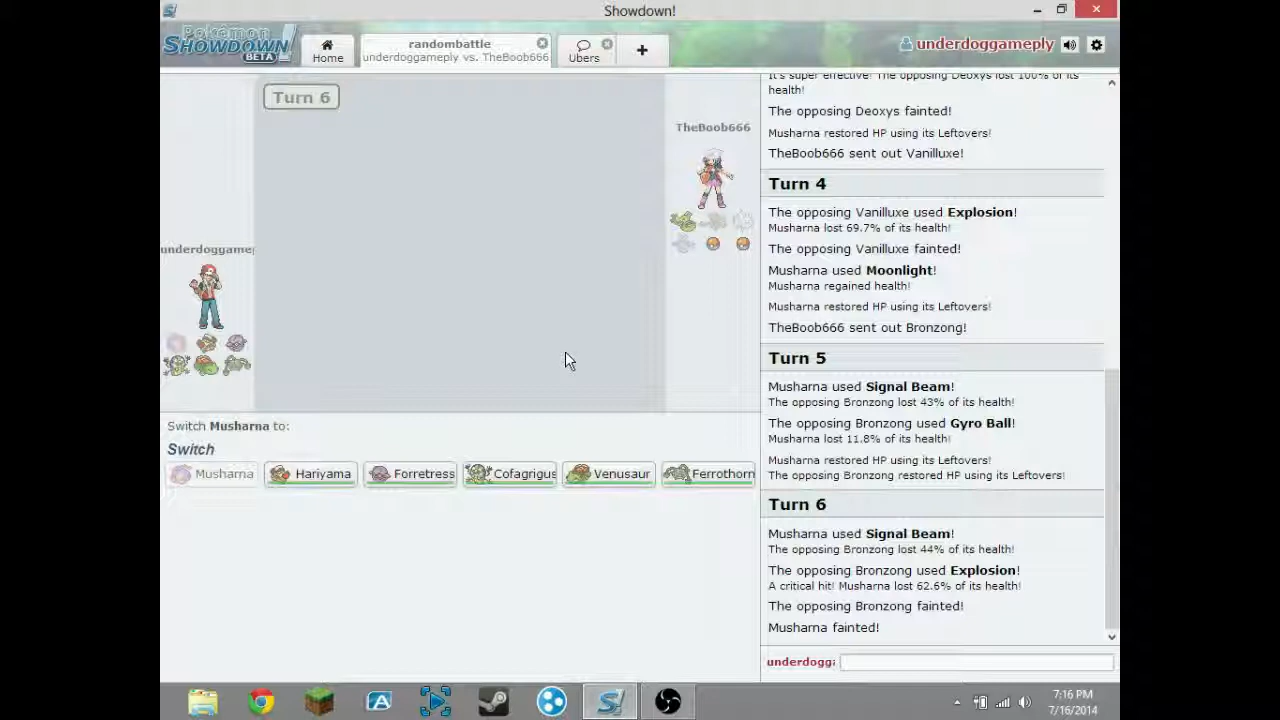 Showdown!
Pokémon
SHOWDOWN!
BETA
Home
randombattle
underdoggameply vs. TheBoob666
Ubers
+
underdoggameply
Turn 6
TheBoob666
underdoggamep
Switch Musharna to:
Switch
Musharna
Hariyama
Forretress
Cofagrigus
Venusaur
Ferrothorn
It's super effective! The opposing Deoxys lost 100% of its
health!
The opposing Deoxys fainted!
Musharna restored HP using its Leftovers!
TheBoob666 sent out Vanilluxe!
Turn 4
The opposing Vanilluxe used Explosion!
Musharna lost 69.7% of its health!
The opposing Vanilluxe fainted!
Musharna used Moonlight!
Musharna regained health!
Musharna restored HP using its Leftovers!
TheBoob666 sent out Bronzong!
Turn 5
Musharna used Signal Beam!
The opposing Bronzong lost 43% of its health!
The opposing Bronzong used Gyro Ball!
Musharna lost 11.8% of its health!
Musharna restored HP using its Leftovers!
The opposing Bronzong restored HP using its Leftovers!
Turn 6
Musharna used Signal Beam!
The opposing Bronzong lost 44% of its health!
The opposing Bronzong used Explosion!
A critical hit! Musharna lost 62.6% of its health!
The opposing Bronzong fainted!
Musharna fainted!
underdogga:
7:16 PM
7/16/2014